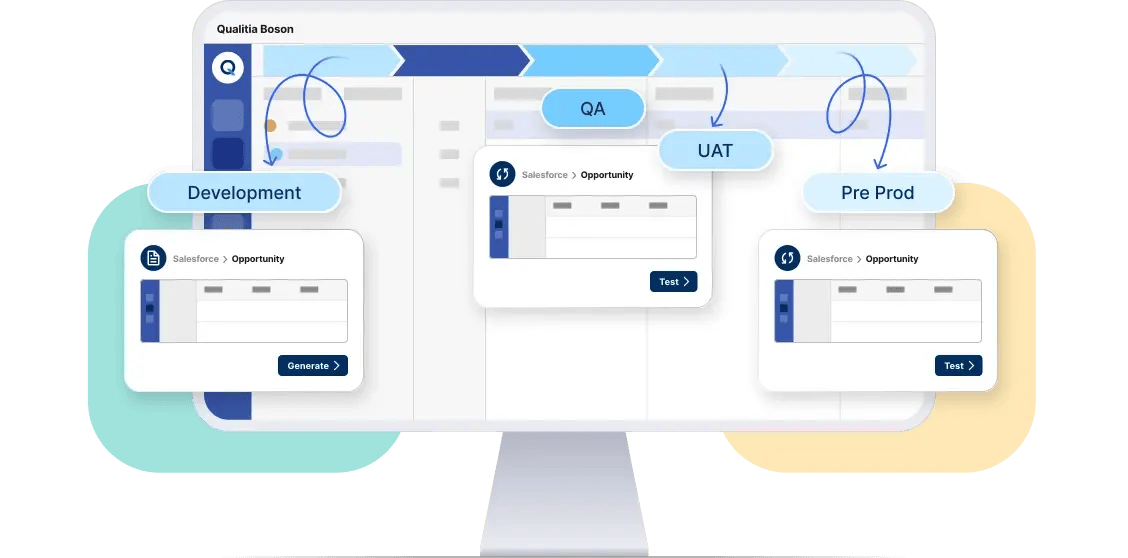 Qualitia Boson
Q
QA
UAT
Development
Pre Prod
Salesforce > Opportunity
Test >
Salesforce > Opportunity
Generate >
Salesforce > Opportunity
Test >